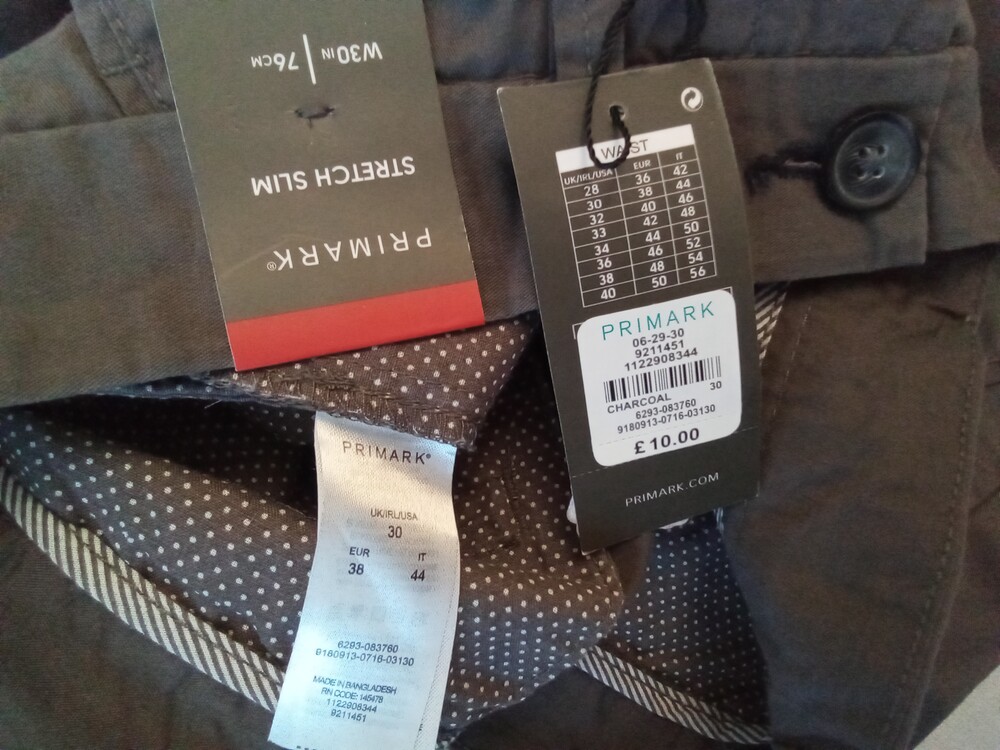 PRIMARK®
STRETCH SLIM
W30IN | 76CM
WAIST
UK/IRL/USA EUR IT
28 36 42
30 38 44
32 40 46
33 42 48
34 44 50
36 46 52
38 48 54
40 50 56
PRIMARK
06-29-30
9211451
1122908344
CHARCOAL 30
6293-083760
9180913-0716-03130
£10.00
PRIMARK.COM
PRIMARK®
UK/IRL/USA
30
EUR IT
38 44
6293-083760
9180913-0716-03130
MADE IN BANGLADESH
RN CODE: 145478
1122908344
9211451